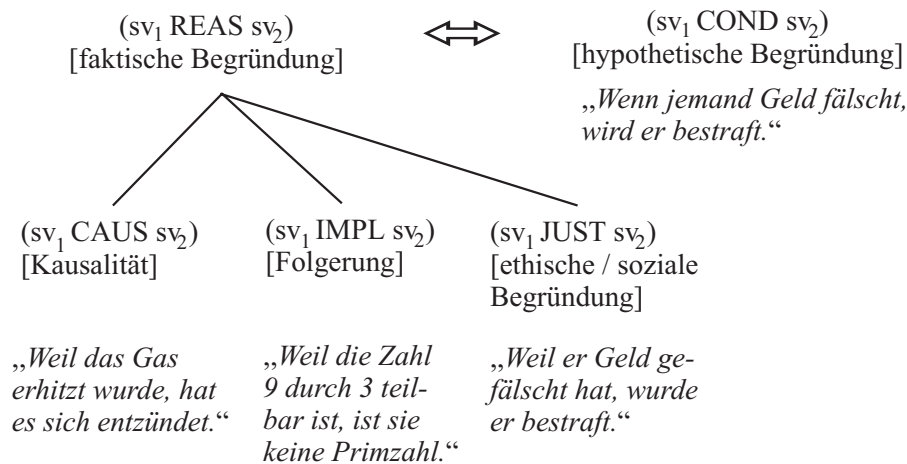 (sv₁ REAS sv₂)
[faktische Begründung]
(sv₁ COND sv₂)
[hypothetische Begründung]
„Wenn jemand Geld fälscht,
wird er bestraft.“
(sv₁ CAUS sv₂)
[Kausalität]
„Weil das Gas
erhitzt wurde, hat
es sich entzündet.“
(sv₁ IMPL sv₂)
[Folgerung]
„Weil die Zahl
9 durch 3 teil-
bar ist, ist sie
keine Primzahl.“
(sv₁ JUST sv₂)
[ethische / soziale
Begründung]
„Weil er Geld ge-
fälscht hat, wurde
er bestraft.“